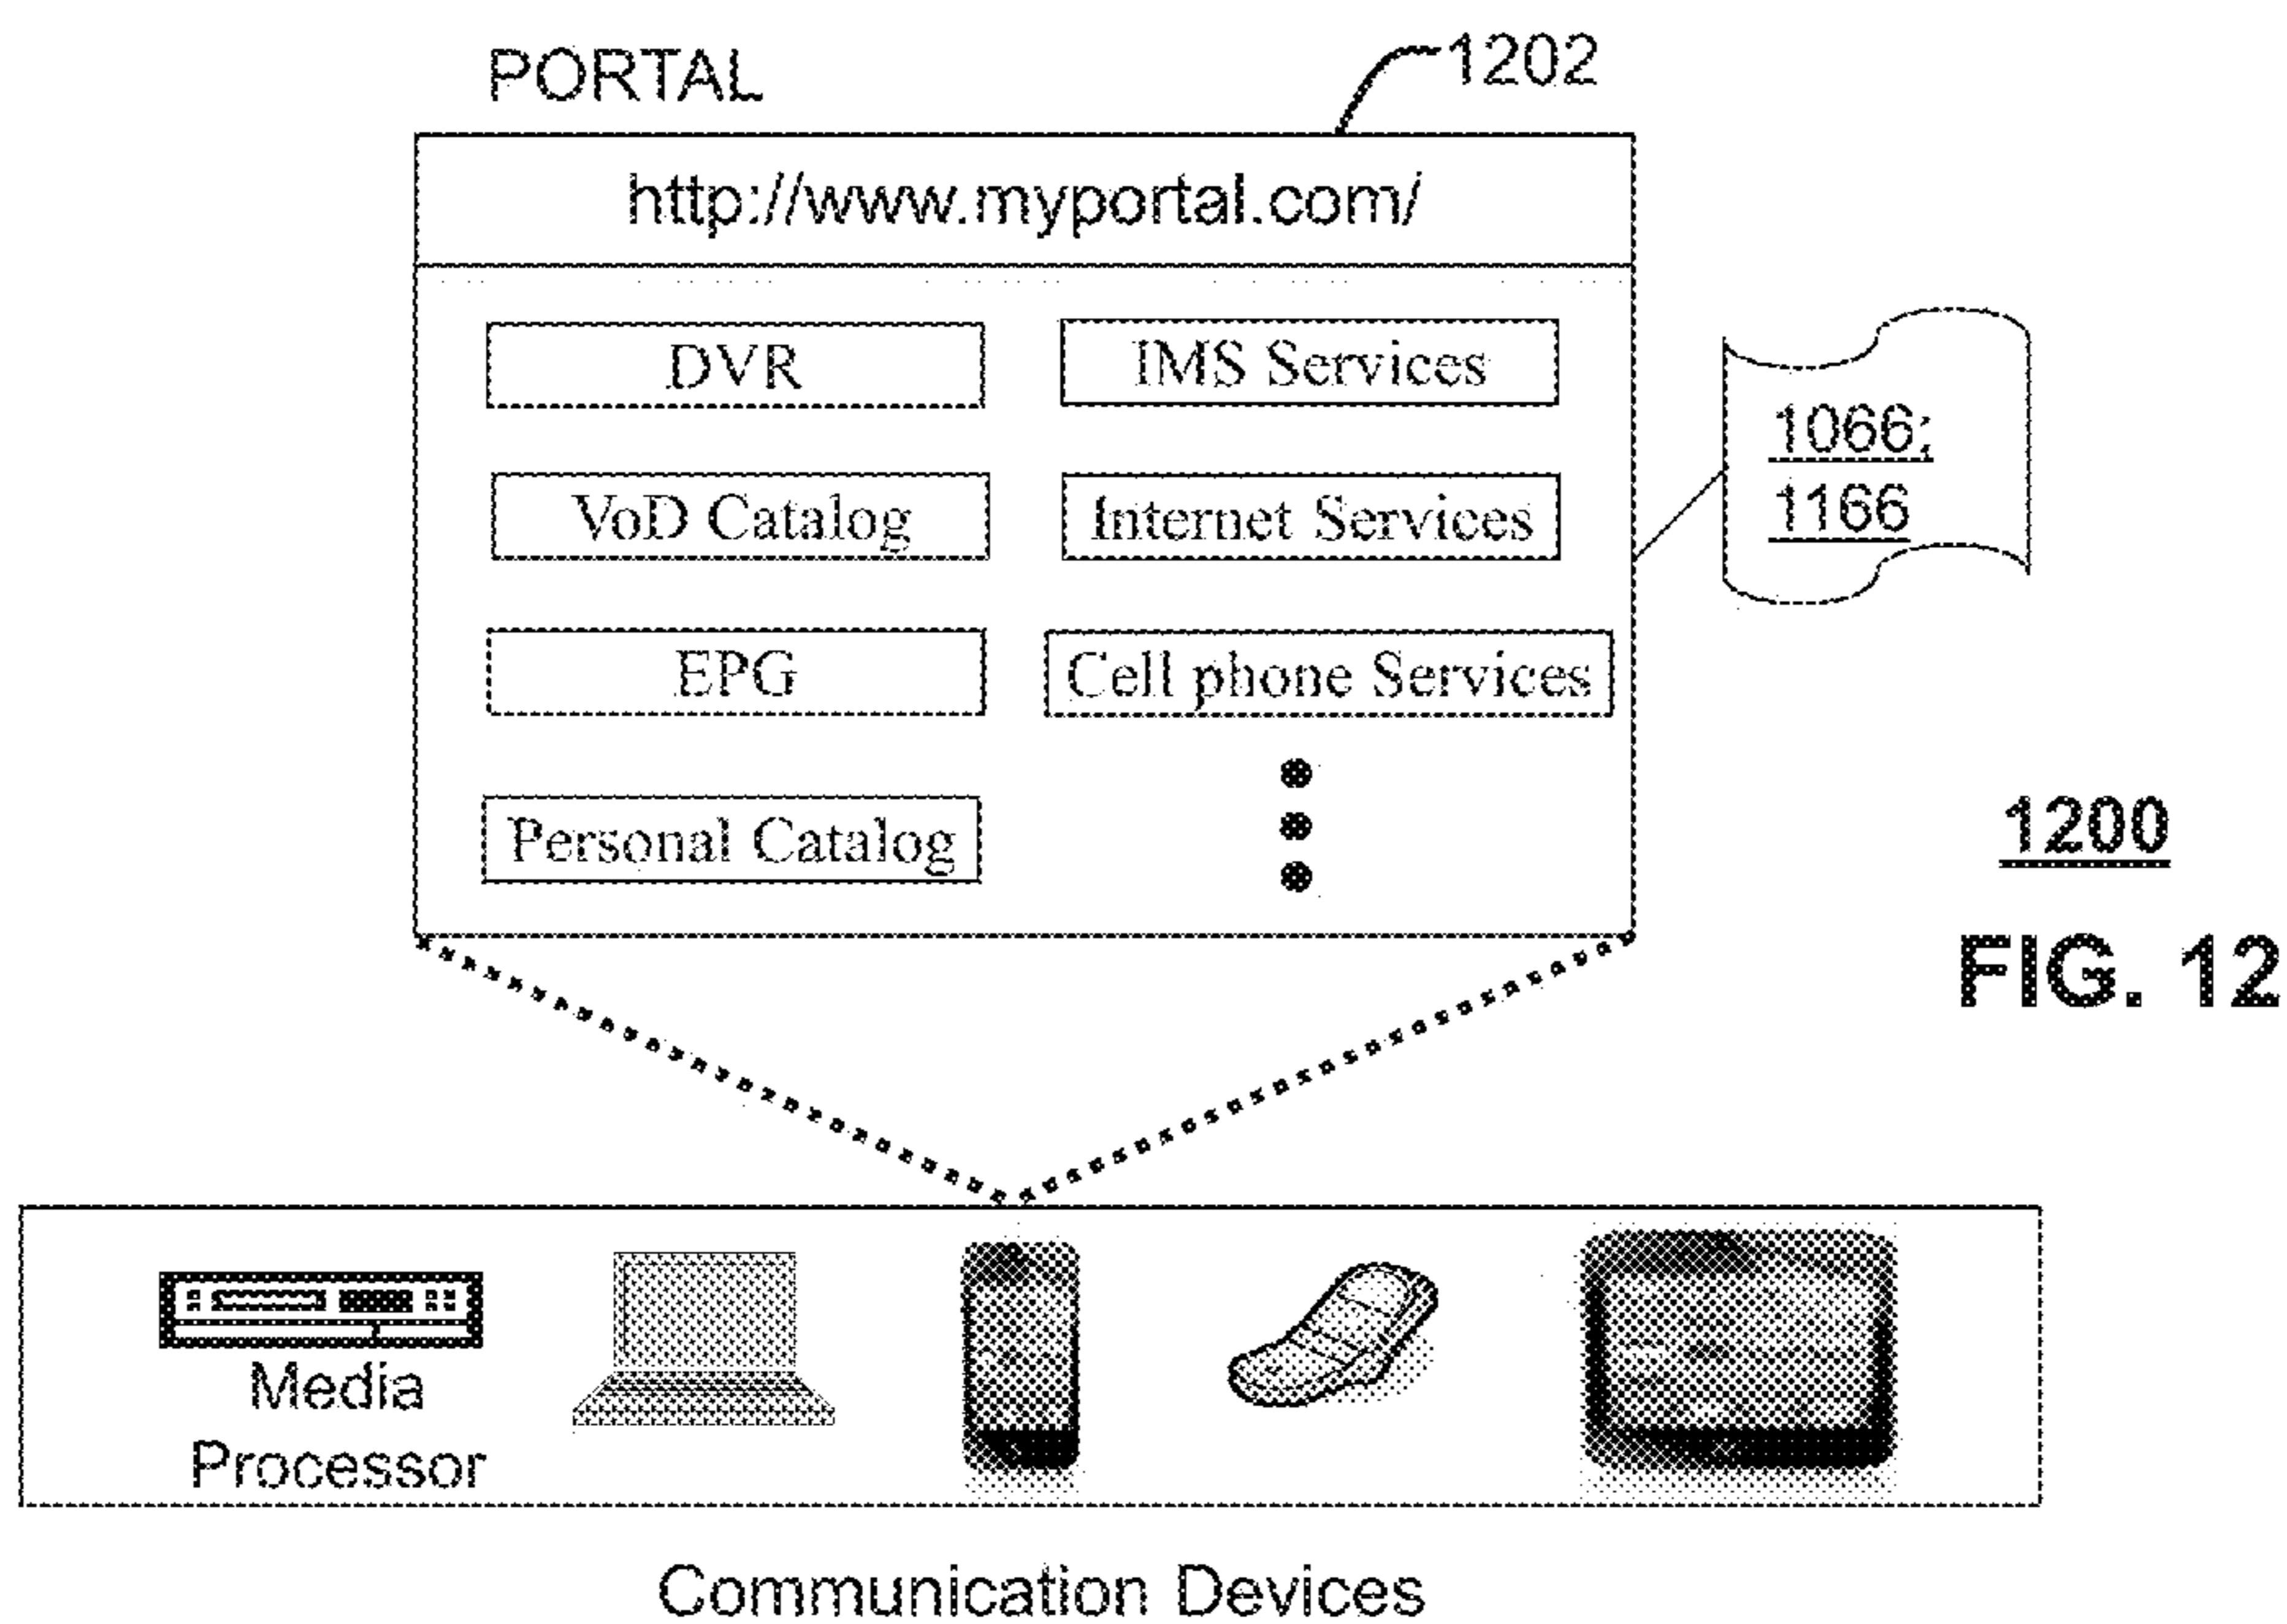 PORTAL
1202
http://www.myportal.com/
DVR
IMS Services
1066;
1166
VoD Catalog
Internet Services
EPG
Cell phone Services
Personal Catalog
1200
FIG. 12
Media
Processor
Communication Devices